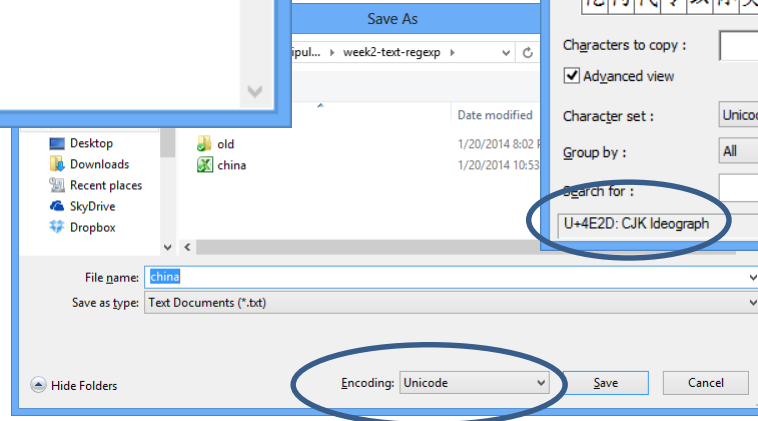 Save As
ipul... week2-text-regexp
Date modified
Desktop
old
1/20/2014 8:02
Downloads
china
1/20/2014 10:53
Recent places
SkyDrive
Dropbox
File name: china
Save as type: Text Documents (*.txt)
Hide Folders
Encoding: Unicode
Save
Cancel
Characters to copy :
Advanced view
Character set : Unico
Group by : All
Search for :
U+4E2D: CJK Ideograph